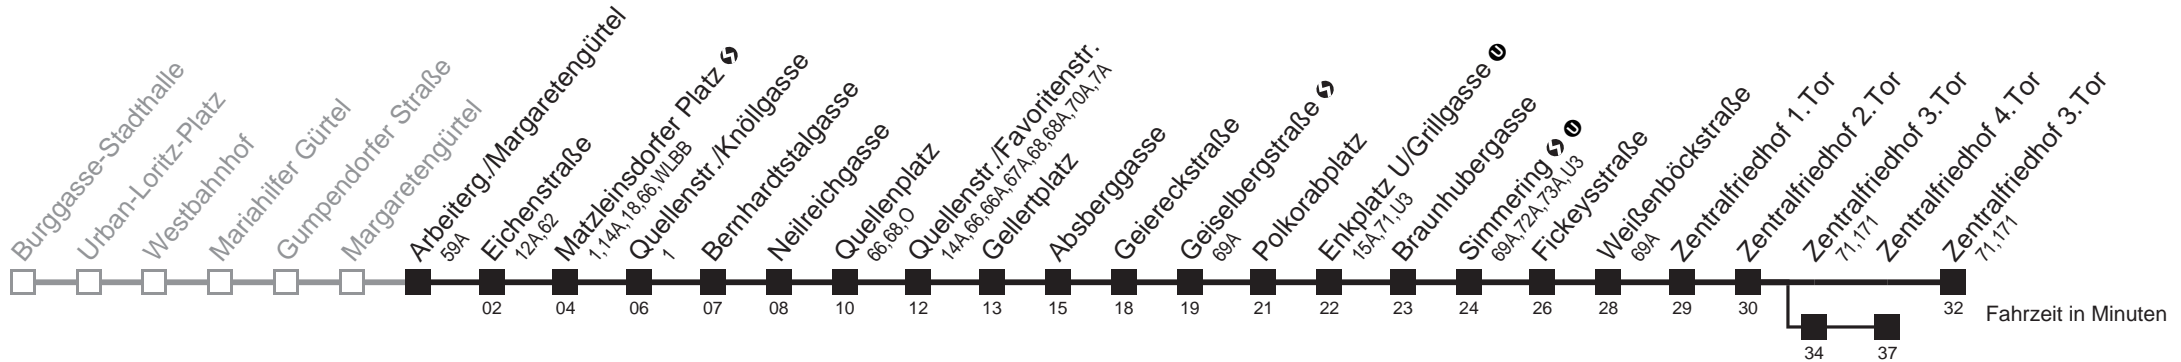 Burggasse-Stadthalle
Urban-Loritz-Platz
Westbahnhof
Mariahilfer Gürtel
Gumpendorfer Straße
Margaretengürtel
Arbeiterg./Margaretengürtel
59A
Eichenstraße
12A,62
Matzleinsdorfer Platz
1,14A,18,66,WLBB
Quellenstr./Knöllgasse
1
Bernhardtstalgasse
Neilreichgasse
Quellenplatz
66,68,O
Quellenstr./Favoritenstr.
14A,66,66A,67A,68,68A,70A,7A
Gellertplatz
Absberggasse
Geiereckstraße
Geiselbergstraße
69A
Polkorabplatz
Enkplatz U/Grillgasse U
15A,71,U3
Braunhubergasse
Simmering U
69A,72A,73A,U3
Fickeysstraße
Weißenböckstraße
69A
Zentralfriedhof 1.Tor
Zentralfriedhof 2.Tor
Zentralfriedhof 3.Tor
71,171
Zentralfriedhof 4.Tor
Zentralfriedhof 3.Tor
71,171
02 04 06 07 08 10 12 13 15 18 19 21 22 23 24 26 28 29 30 32
Fahrzeit in Minuten
34 37